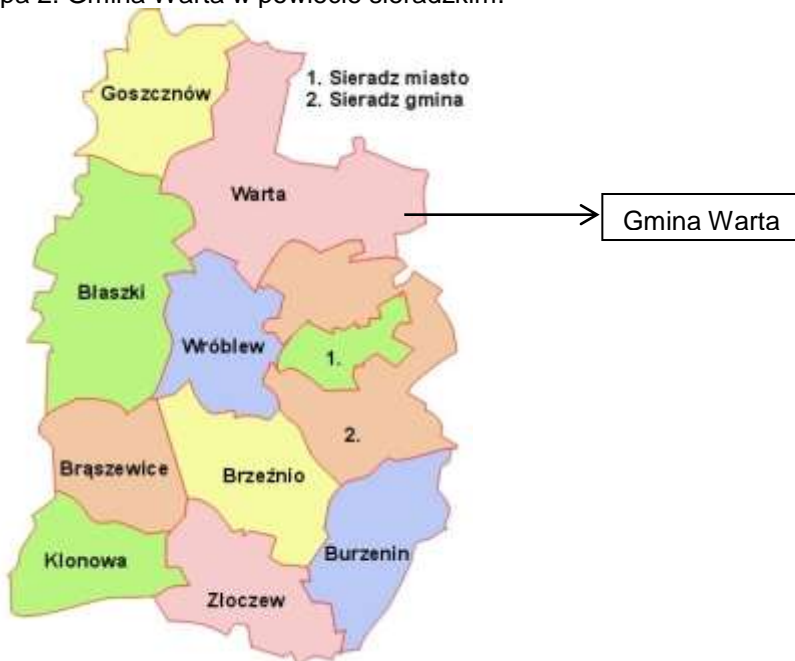 pa 2. Gmina Warta w powiecie sieradzkim.
Goszcznów
1. Sieradz miasto
2. Sieradz gmina
Warta
Gmina Warta
Błaszki
Wróblew
1.
2.
Brąszewice
Brzeźnio
Klonowa
Burzenin
Złoczew